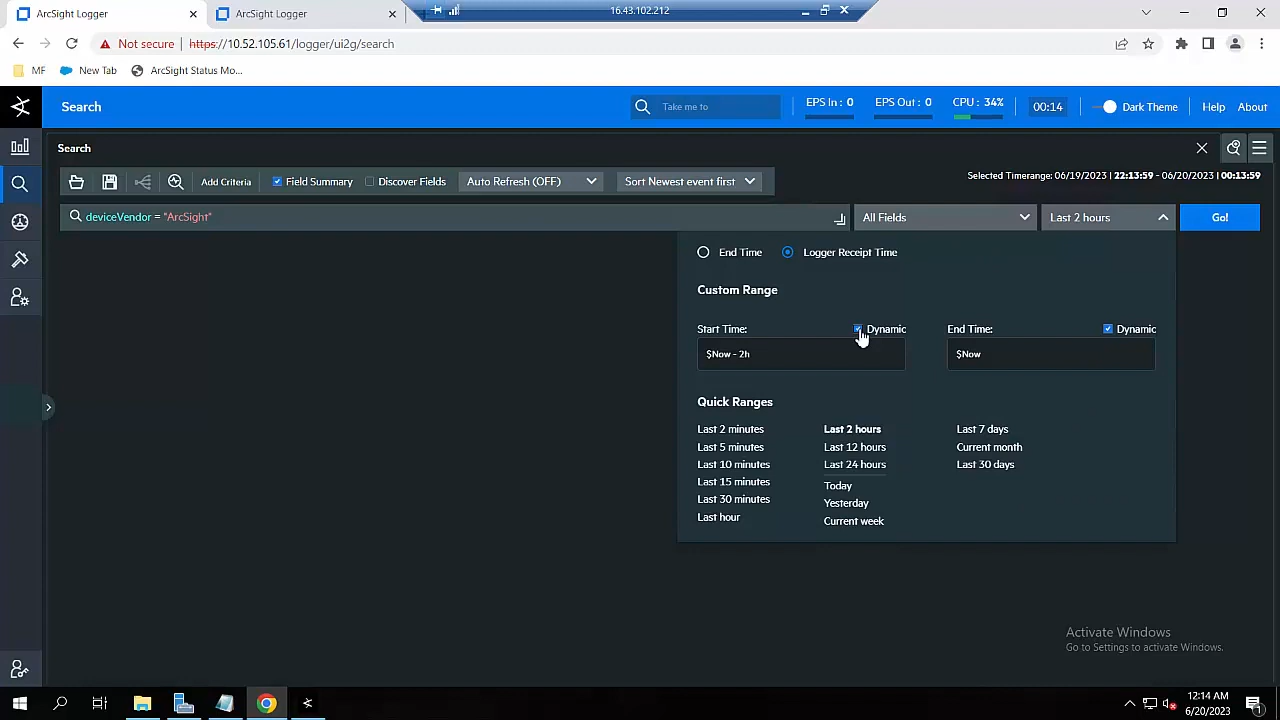 ArcSight Logger
ArcSight Logger
16.43.102.212
Not secure
https://10.52.105.61/logger/ui2g/search
MF
New Tab
ArcSight Status Mo...
Search
Take me to
EPS In : 0
EPS Out : 0
CPU : 34%
00:14
Dark Theme
Help
About
Search
Add Criteria
Field Summary
Discover Fields
Auto Refresh (OFF)
Sort Newest event first
Selected Timerange: 06/19/2023 | 22:13:59 - 06/20/2023 | 00:13:59
deviceVendor = "ArcSight"
All Fields
Last 2 hours
Go!
End Time
Logger Receipt Time
Custom Range
Start Time:
Dynamic
End Time:
Dynamic
$Now - 2h
$Now
Quick Ranges
Last 2 minutes
Last 2 hours
Last 7 days
Last 5 minutes
Last 12 hours
Current month
Last 10 minutes
Last 24 hours
Last 30 days
Last 15 minutes
Today
Last 30 minutes
Yesterday
Last hour
Current week
Activate Windows
Go to Settings to activate Windows.
12:14 AM
6/20/2023
1